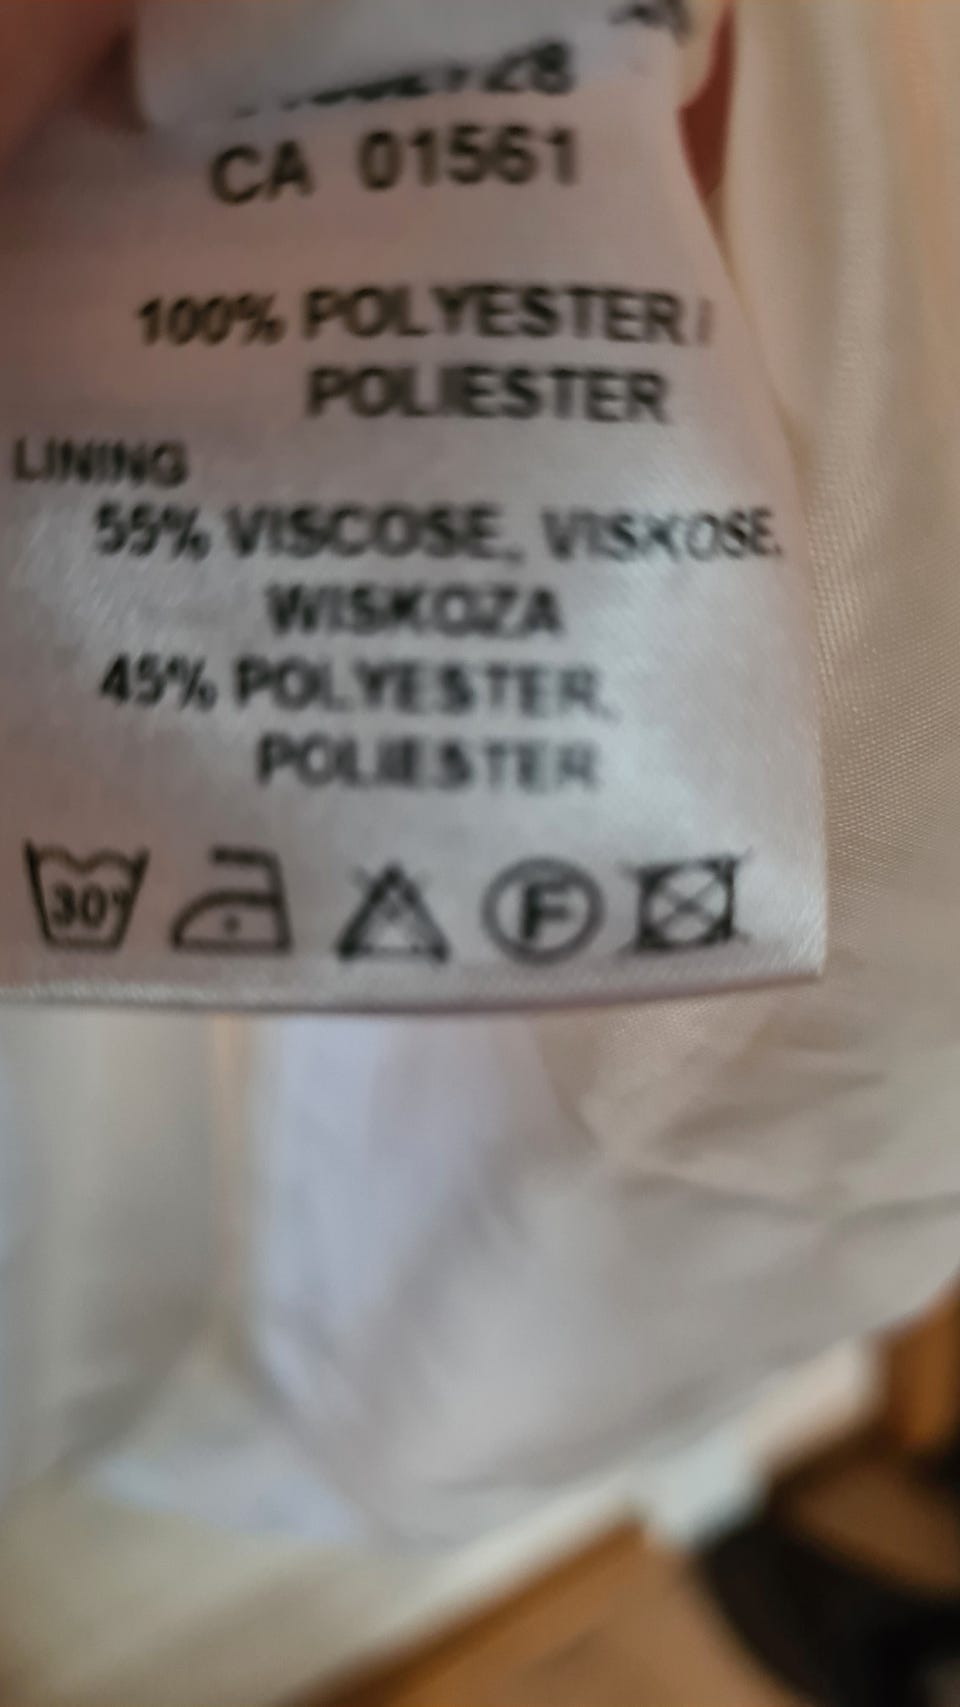 CA 01561
100% POLYESTER /
POLIESTER
LINING
55% VISCOSE, VISKOSE,
WISKOZA
45% POLYESTER,
POLIESTER
30°
F